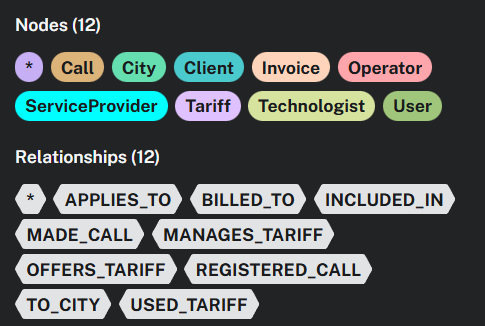 Nodes (12)
* Call City Client Invoice Operator
ServiceProvider Tariff Technologist User
Relationships (12)
* APPLIES_TO BILLED_TO INCLUDED_IN
MADE_CALL MANAGES_TARIFF
OFFERS_TARIFF REGISTERED_CALL
TO_CITY USED_TARIFF